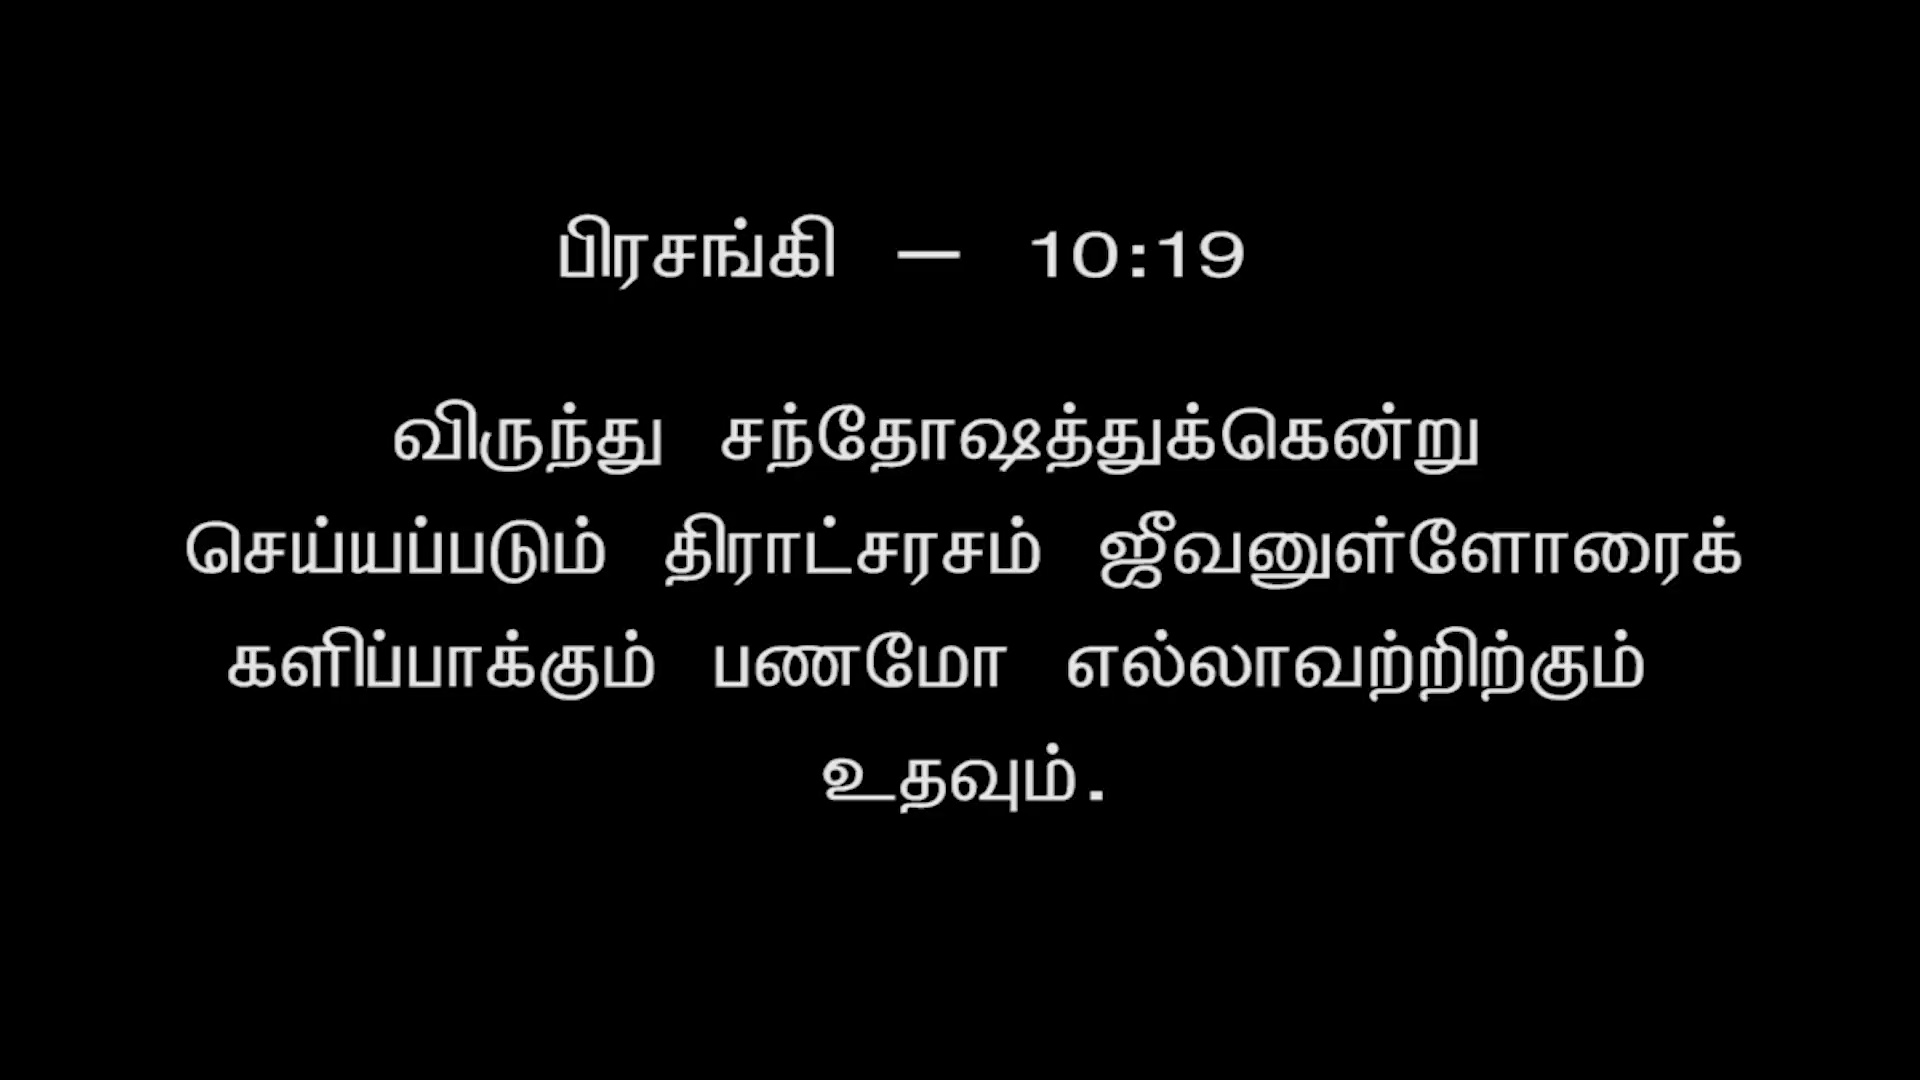 பிரசங்கி – 10:19
விருந்து சந்தோஷத்துக்கென்று
செய்யப்படும் திராட்சரசம் ஜீவனுள்ளோரைக்
களிப்பாக்கும் பணமோ எல்லாவற்றிற்கும்
உதவும்.